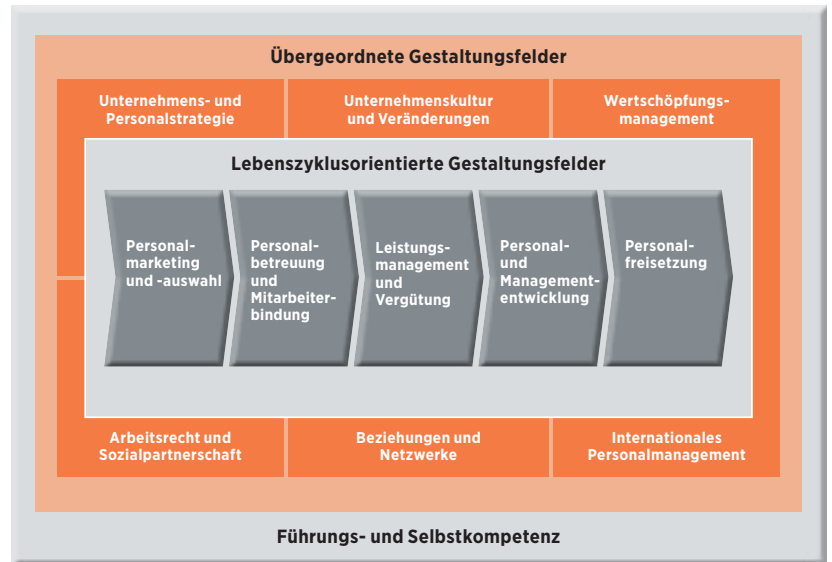 Übergeordnete Gestaltungsfelder
Unternehmens- und
Personalstrategie
Unternehmenskultur
und Veränderungen
Wertschöpfungs-
management
Lebenszyklusorientierte Gestaltungsfelder
Personal-
marketing
und -auswahl
Personal-
betreuung
und
Mitarbeiter-
bindung
Leistungs-
management
und
Vergütung
Personal-
und
Management-
entwicklung
Personal-
freisetzung
Arbeitsrecht und
Sozialpartnerschaft
Beziehungen und
Netzwerke
Internationales
Personalmanagement
Führungs- und Selbstkompetenz